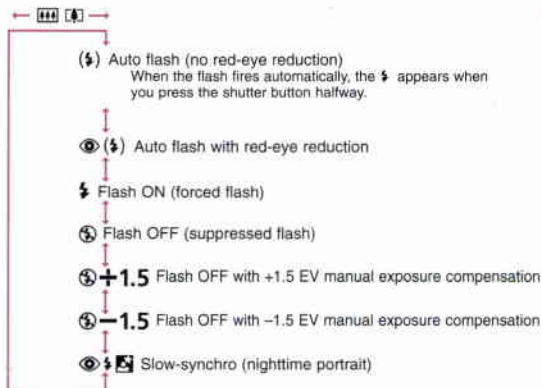 (⚡) Auto flash (no red-eye reduction)
When the flash fires automatically, the ⚡ appears when
you press the shutter button halfway.
(⚡) Auto flash with red-eye reduction
⚡ Flash ON (forced flash)
Flash OFF (suppressed flash)
+1.5 Flash OFF with +1.5 EV manual exposure compensation
−1.5 Flash OFF with –1.5 EV manual exposure compensation
⚡ Slow-synchro (nighttime portrait)